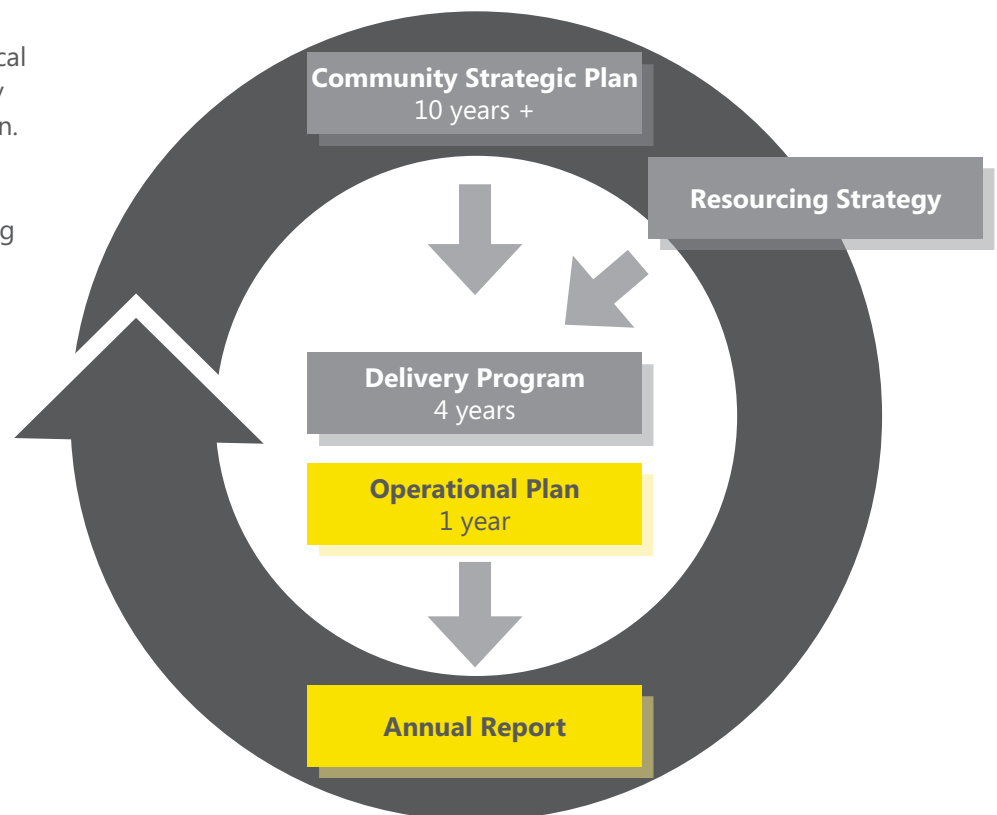 Community Strategic Plan
10 years +
Resourcing Strategy
Delivery Program
4 years
Operational Plan
1 year
Annual Report